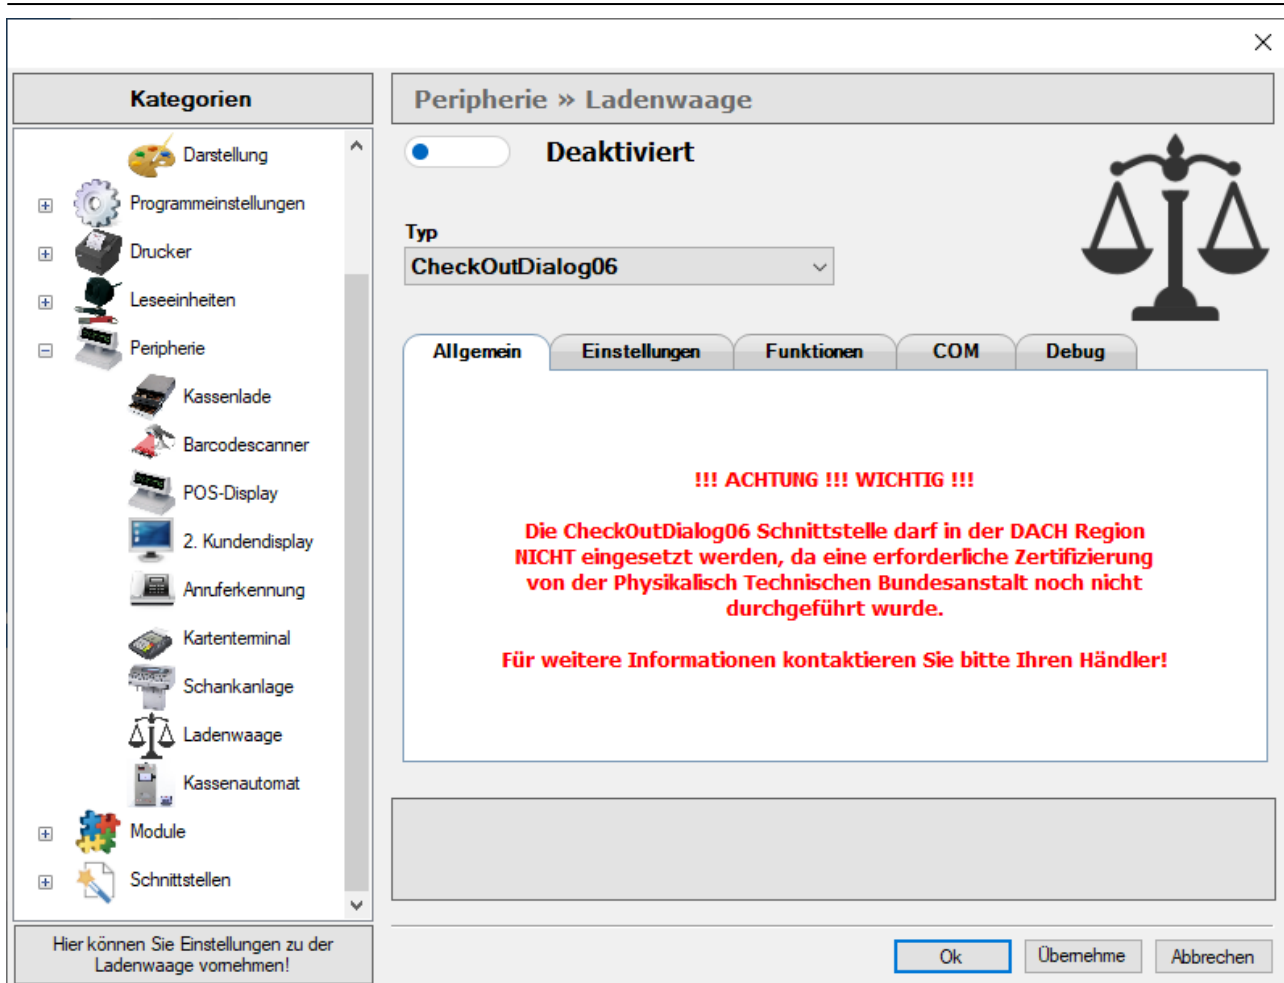 Kategorien
Darstellung
Programmeinstellungen
Drucker
Leseeinheiten
Peripherie
Kassenlade
Barcodescanner
POS-Display
2. Kundendisplay
Anruferkennung
Kartenterminal
Schankanlage
Ladenwaage
Kassenautomat
Module
Schnittstellen
Hier können Sie Einstellungen zu der
Ladenwaage vornehmen!
Peripherie » Ladenwaage
Deaktiviert
Typ
CheckOutDialog06
Allgemein Einstellungen Funktionen COM Debug
!!! ACHTUNG !!! WICHTIG !!!
Die CheckOutDialog06 Schnittstelle darf in der DACH Region
NICHT eingesetzt werden, da eine erforderliche Zertifizierung
von der Physikalisch Technischen Bundesanstalt noch nicht
durchgeführt wurde.
Für weitere Informationen kontaktieren Sie bitte Ihren Händler!
Ok Übernehme Abbrechen